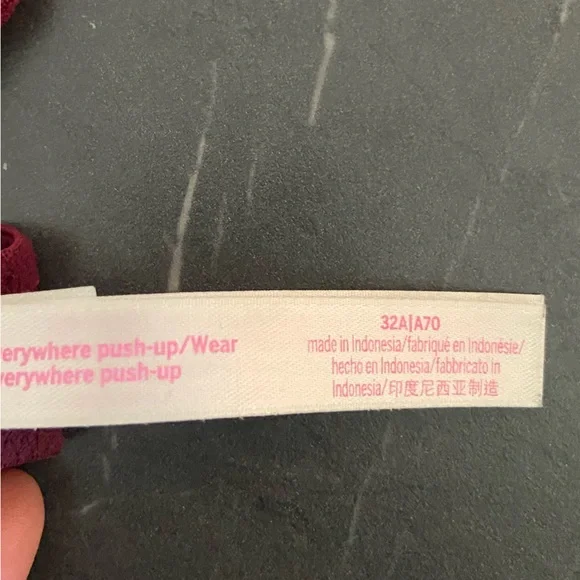 verywhere push-up/Wear
verywhere push-up
32A|A70
made in Indonesia/fabriqué en Indonésie/
hecho en Indonesia/fabbricato in
Indonesia/印度尼西亚制造